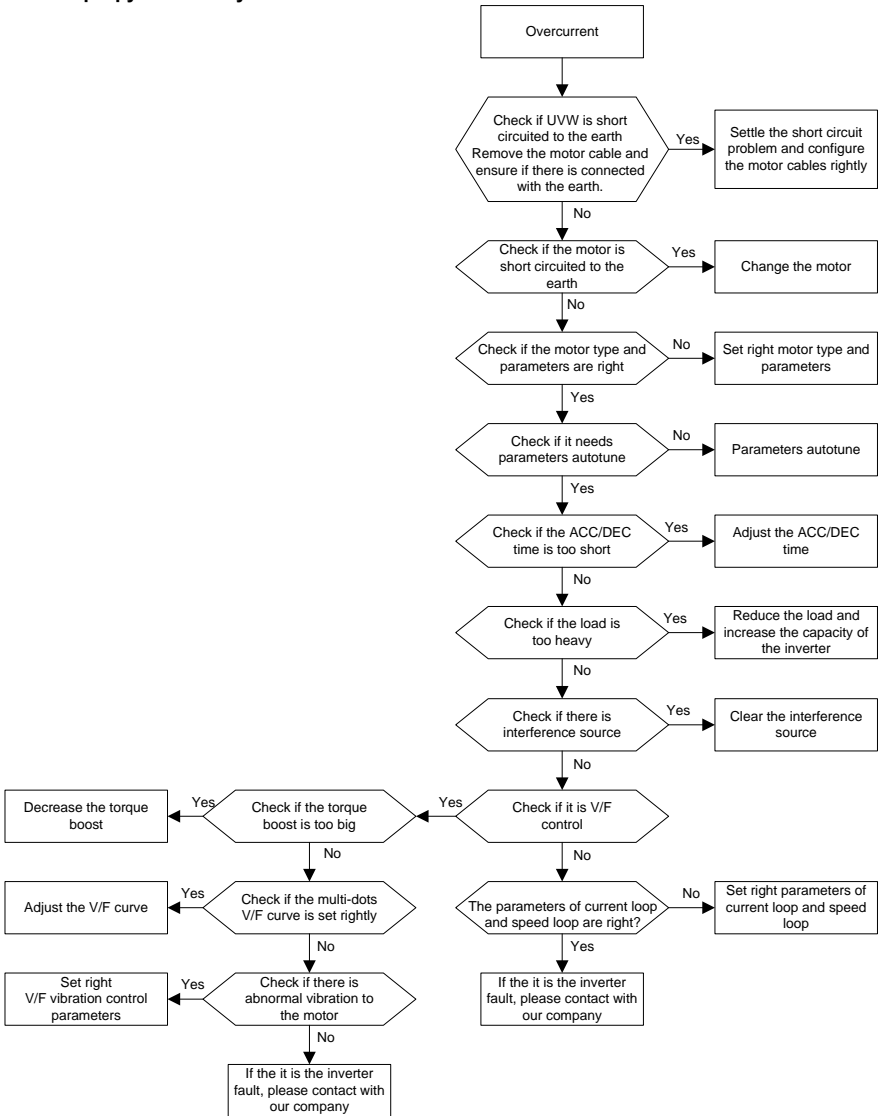 Overcurrent
Check if UVW is short
circuited to the earth
Remove the motor cable and
ensure if there is connected
with the earth.
Yes
Settle the short circuit
problem and configure
the motor cables rightly
No
Check if the motor is
short circuited to the
earth
Yes
Change the motor
No
Check if the motor type and
parameters are right
No
Set right motor type and
parameters
Yes
Check if it needs
parameters autotune
No
Parameters autotune
Yes
Check if the ACC/DEC
time is too short
Yes
Adjust the ACC/DEC
time
No
Check if the load is
too heavy
Yes
Reduce the load and
increase the capacity of
the inverter
No
Check if there is
interference source
Yes
Clear the interference
source
No
Decrease the torque
boost
Yes
Check if the torque
boost is too big
Yes
Check if it is V/F
control
No
No
Adjust the V/F curve
Yes
Check if the multi-dots
V/F curve is set rightly
The parameters of current loop
and speed loop are right?
No
Set right parameters of
current loop and speed
loop
No
Yes
Set right
V/F vibration control
parameters
Yes
Check if there is
abnormal vibration to
the motor
If the it is the inverter
fault, please contact with
our company
No
If the it is the inverter
fault, please contact with
our company